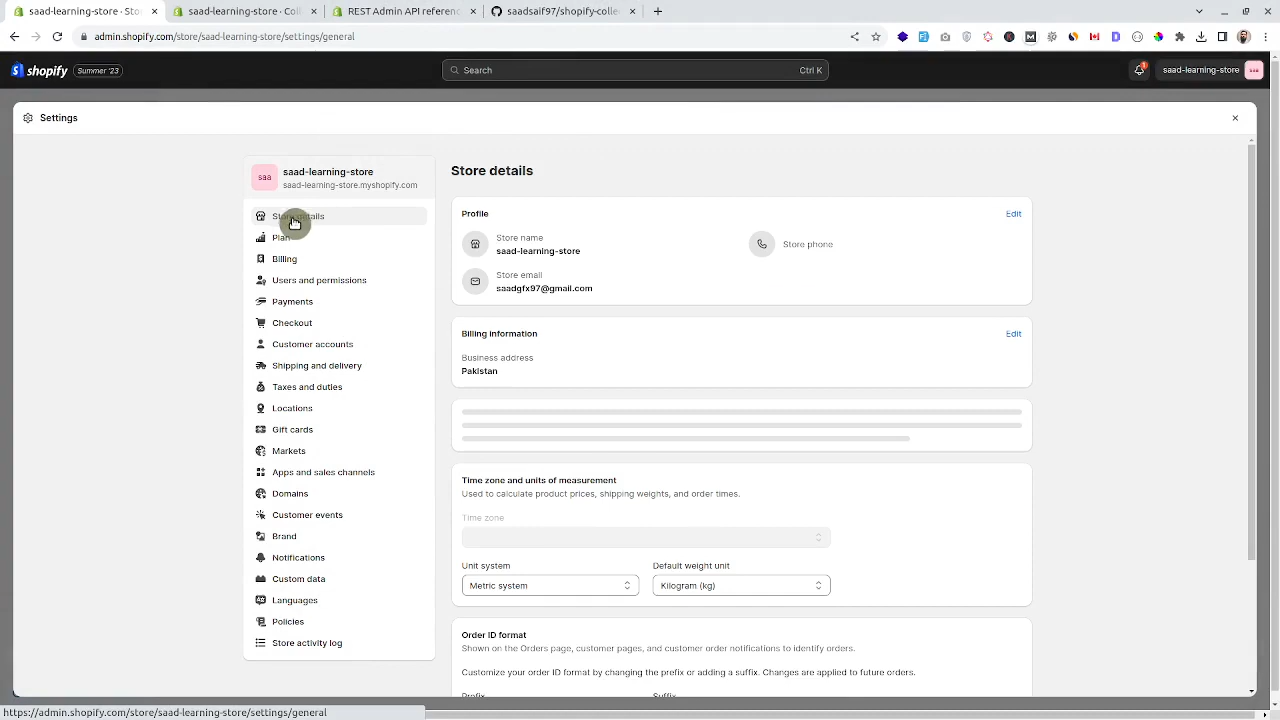 saad-learning-store · Sto
saad-learning-store · Coll
REST Admin API referenc
saadsaif97/shopify-colle
admin.shopify.com/store/saad-learning-store/settings/general
shopify
Summer '23
Search
Ctrl K
1
saad-learning-store
saa
Settings
saa
saad-learning-store
saad-learning-store.myshopify.com
Store details
Plan
Billing
Users and permissions
Payments
Checkout
Customer accounts
Shipping and delivery
Taxes and duties
Locations
Gift cards
Markets
Apps and sales channels
Domains
Customer events
Brand
Notifications
Custom data
Languages
Policies
Store activity log
Store details
Profile
Edit
Store name
saad-learning-store
Store phone
Store email
saadgfx97@gmail.com
Billing information
Edit
Business address
Pakistan
Time zone and units of measurement
Used to calculate product prices, shipping weights, and order times.
Time zone
Unit system
Default weight unit
Metric system
Kilogram (kg)
Order ID format
Shown on the Orders page, customer pages, and customer order notifications to identify orders.
Customize your order ID format by changing the prefix or adding a suffix. Changes are applied to future orders.
Prefix
Suffix
https://admin.shopify.com/store/saad-learning-store/settings/general